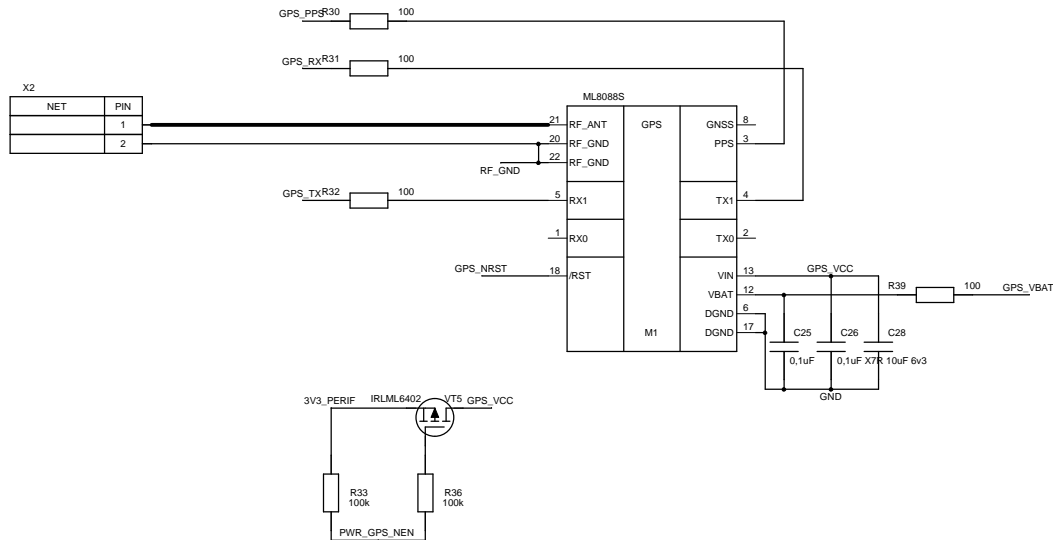 GPS_PPS R30 100
GPS_RX R31 100
X2
NET PIN
1
2
ML8088S
21 RF_ANT GPS GNSS 8
20 RF_GND PPS 3
22 RF_GND
RF_GND
GPS_TX R32 100
5 RX1 TX1 4
1 RX0 TX0 2
GPS_NRST 18 /RST VIN 13 GPS_VCC
VBAT 12 R39 100 GPS_VBAT
DGND 6
M1 DGND 17
C25 C26 C28
0,1uF 0,1uF X7R 10uF 6v3
GND
3V3_PERIF IRLML6402 VT5 GPS_VCC
R33 R36
100k 100k
PWR_GPS_NEN